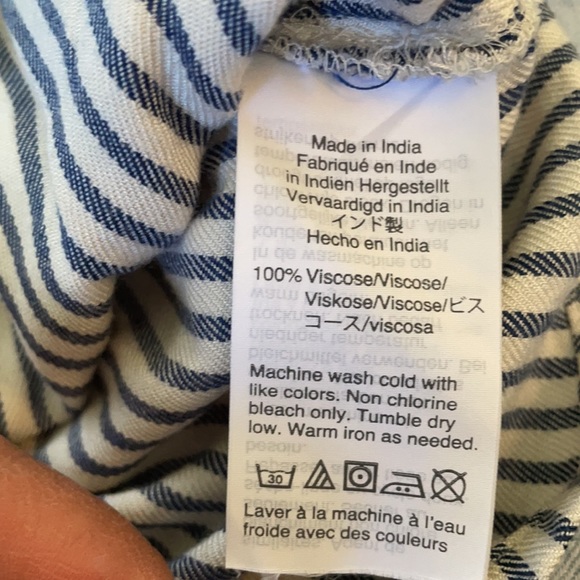 Made in India
Fabriqué en Inde
in Indien Hergestellt
Vervaardigd in India
インド製
Hecho en India
100% Viscose/Viscose/
Viskose/Viscose/ビス
コース/viscosa
Machine wash cold with
like colors. Non chlorine
bleach only. Tumble dry
low. Warm iron as needed.
30
Laver à la machine à l'eau
froide avec des couleurs